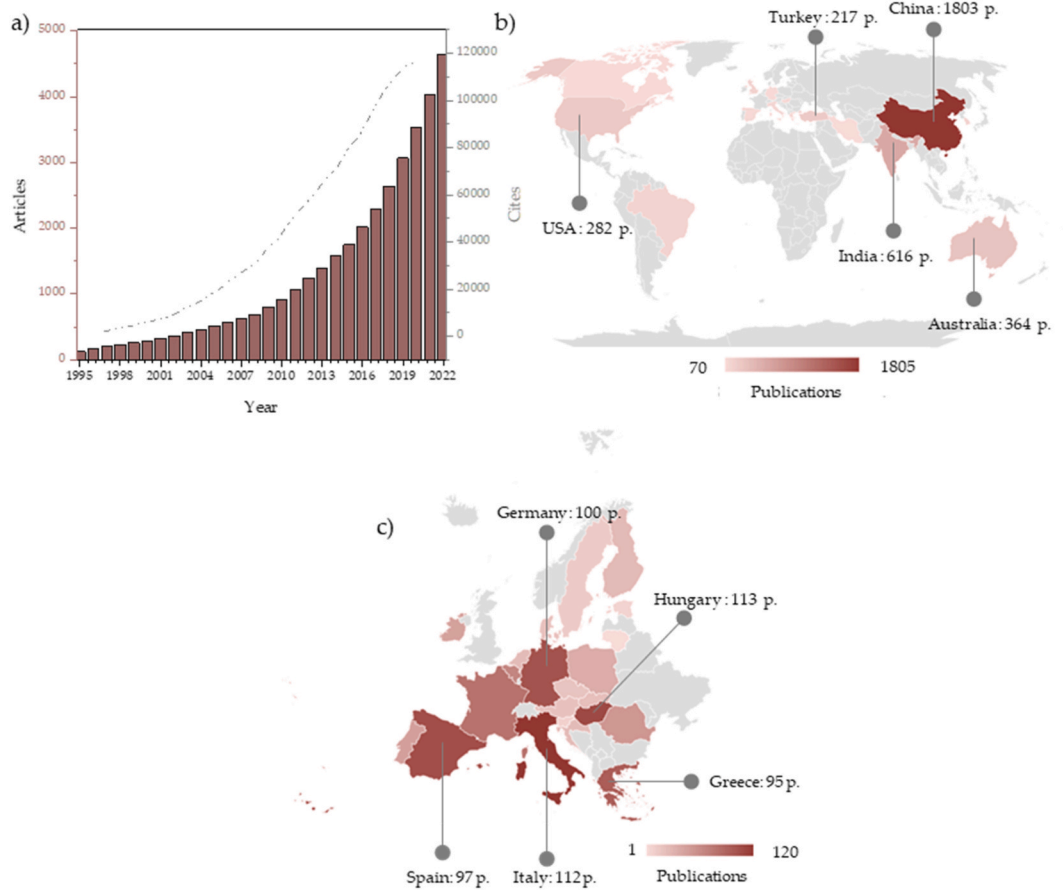 a)
5000
4000
3000
2000
1000
0
Articles
120000
100000
80000
60000
40000
20000
0
Cites
1995 1998 2001 2004 2007 2010 2013 2016 2019 2022
Year
b)
Turkey: 217 p.
China: 1803 p.
USA: 282 p.
India: 616 p.
Australia: 364 p.
70 1805
Publications
c)
Germany: 100 p.
Hungary: 113 p.
Greece: 95 p.
Spain: 97 p.
Italy: 112 p.
1 120
Publications